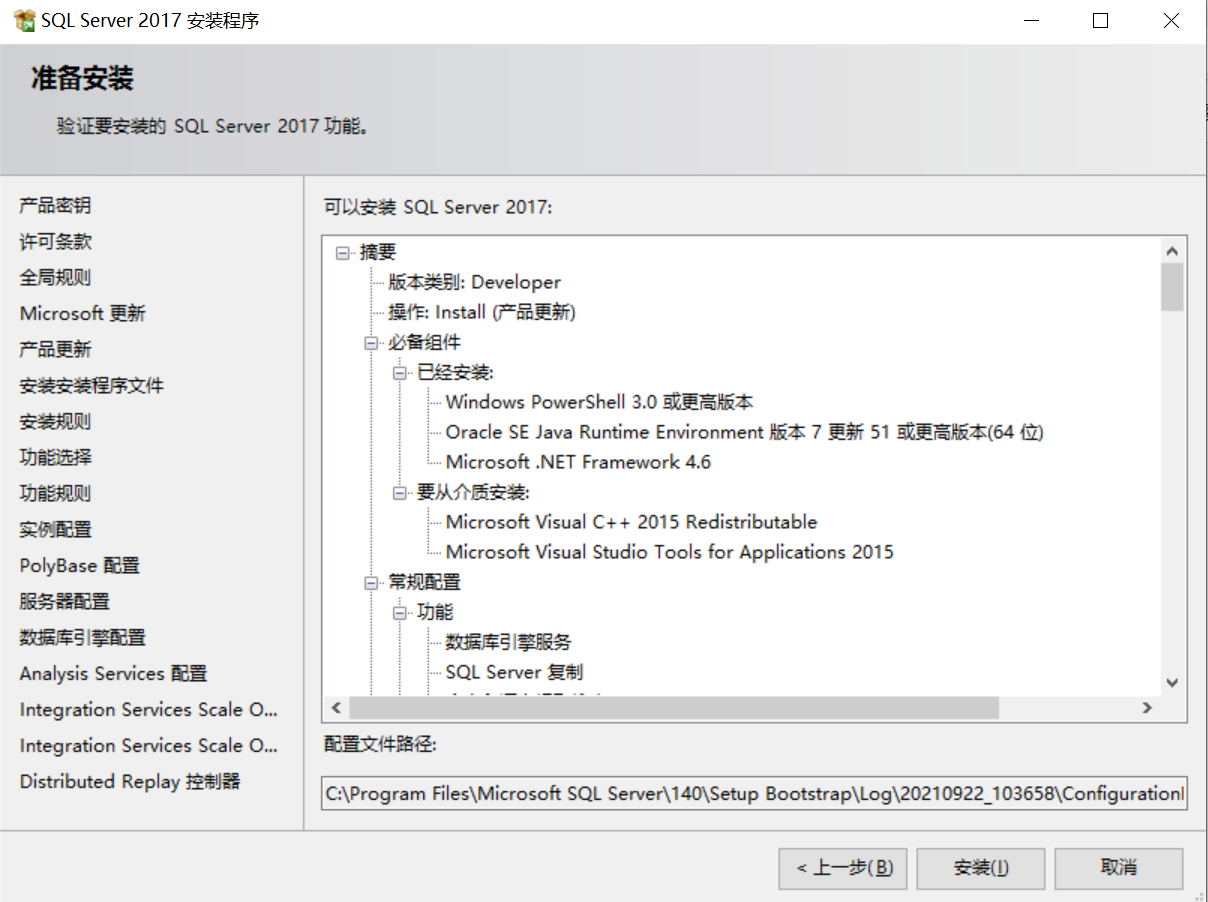 SQL Server 2017 安装程序
准备安装
验证要安装的 SQL Server 2017 功能。
产品密钥
许可条款
全局规则
Microsoft 更新
产品更新
安装安装程序文件
安装规则
功能选择
功能规则
实例配置
PolyBase 配置
服务器配置
数据库引擎配置
Analysis Services 配置
Integration Services Scale O...
Integration Services Scale O...
Distributed Replay 控制器
可以安装 SQL Server 2017:
摘要
版本类别: Developer
操作: Install (产品更新)
必备组件
已经安装:
Windows PowerShell 3.0 或更高版本
Oracle SE Java Runtime Environment 版本 7 更新 51 或更高版本(64 位)
Microsoft .NET Framework 4.6
要从介质安装:
Microsoft Visual C++ 2015 Redistributable
Microsoft Visual Studio Tools for Applications 2015
常规配置
功能
数据库引擎服务
SQL Server 复制
配置文件路径:
C:\Program Files\Microsoft SQL Server\140\Setup Bootstrap\Log\20210922_103658\Configuration
< 上一步(B) 安装(I) 取消